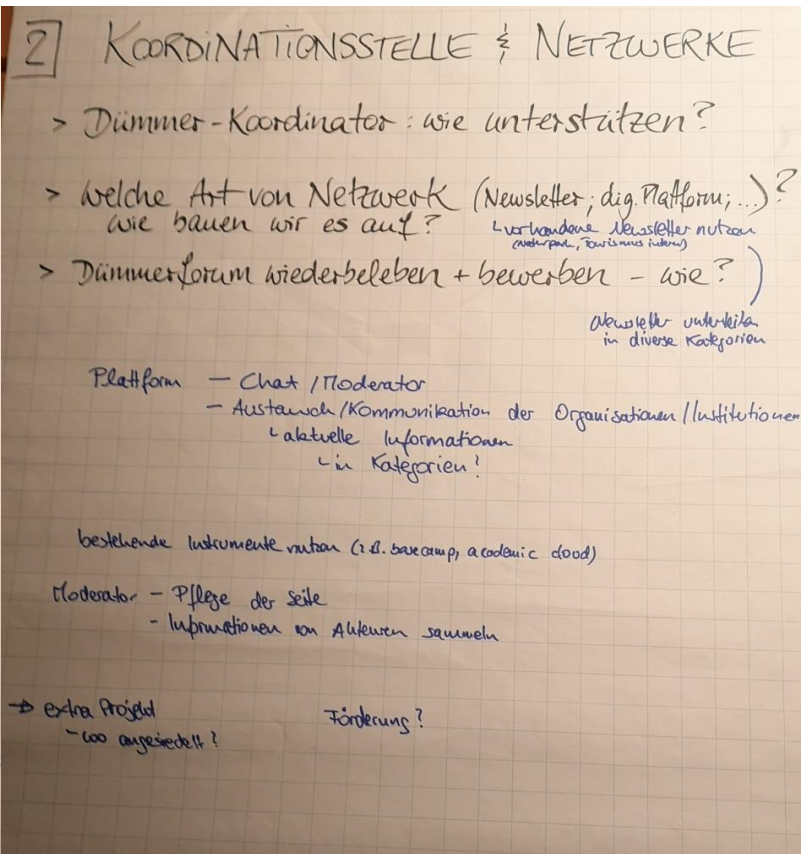 2 KOORDINATIONSSTELLE & NETZWERKE
> Dümmer-Koordinator: wie unterstützen?
> Welche Art von Netzwerk (Newsletter; dig. Plattform; ...)?
wie bauen wir es auf?
vorhandene Newsletter nutzen
(Naturpark, Tourismus intern)
> Dümmerforum wiederbeleben + bewerben - wie?
Newsletter unterteilen
in diverse Kategorien
Plattform - Chat / Moderator
- Austausch/Kommunikation der Organisationen/Institutionen
aktuelle Informationen
in Kategorien!
bestehende Instrumente nutzen (z.B. basecamp, academic cloud)
Moderator - Pflege der Seite
- Informationen von Akteuren sammeln
→ extra Projekt
- wo angesiedelt?
Förderung?